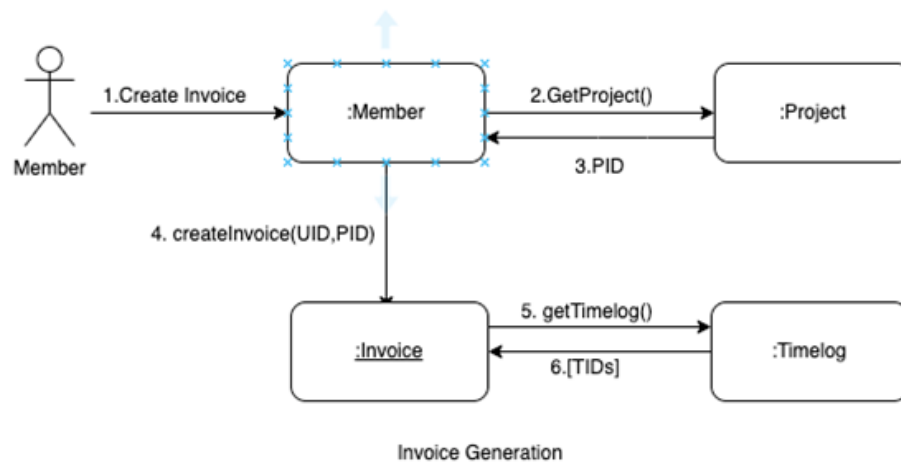 1.Create Invoice
:Member
2.GetProject()
:Project
Member
3.PID
4. createInvoice(UID,PID)
5. getTimelog()
:Invoice
:Timelog
6.[TIDs]
Invoice Generation